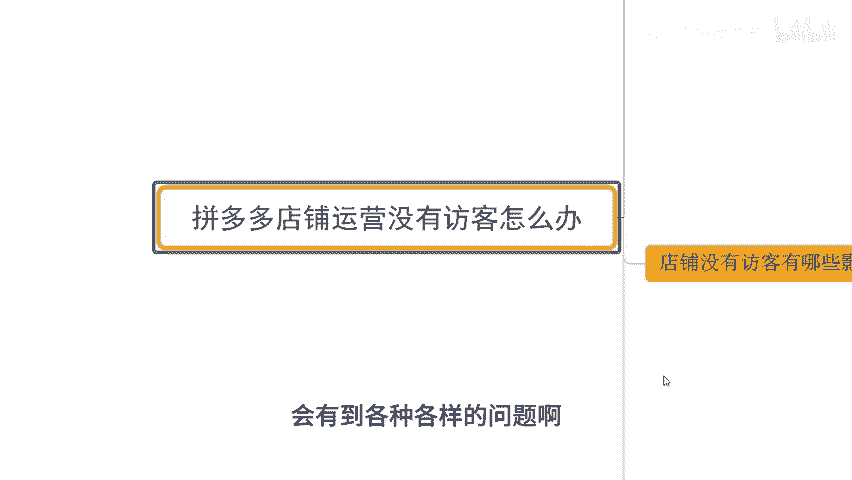 拼多多店铺运营没有访客怎么办
店铺没有访客有哪些
会有到各种各样的问题啊